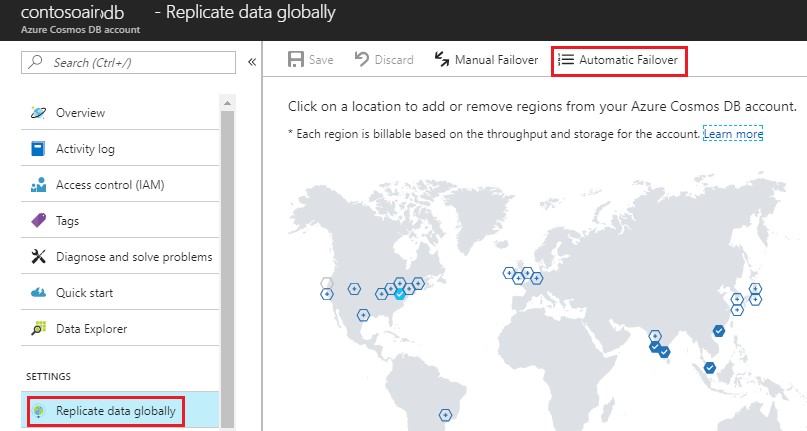 contosoairdb - Replicate data globally
Azure Cosmos DB account
Search (Ctrl+/)
«
Save Discard Manual Failover Automatic Failover
Overview
Activity log
Access control (IAM)
Tags
Diagnose and solve problems
Quick start
Data Explorer
SETTINGS
Replicate data globally
Click on a location to add or remove regions from your Azure Cosmos DB account.
* Each region is billable based on the throughput and storage for the account. Learn more